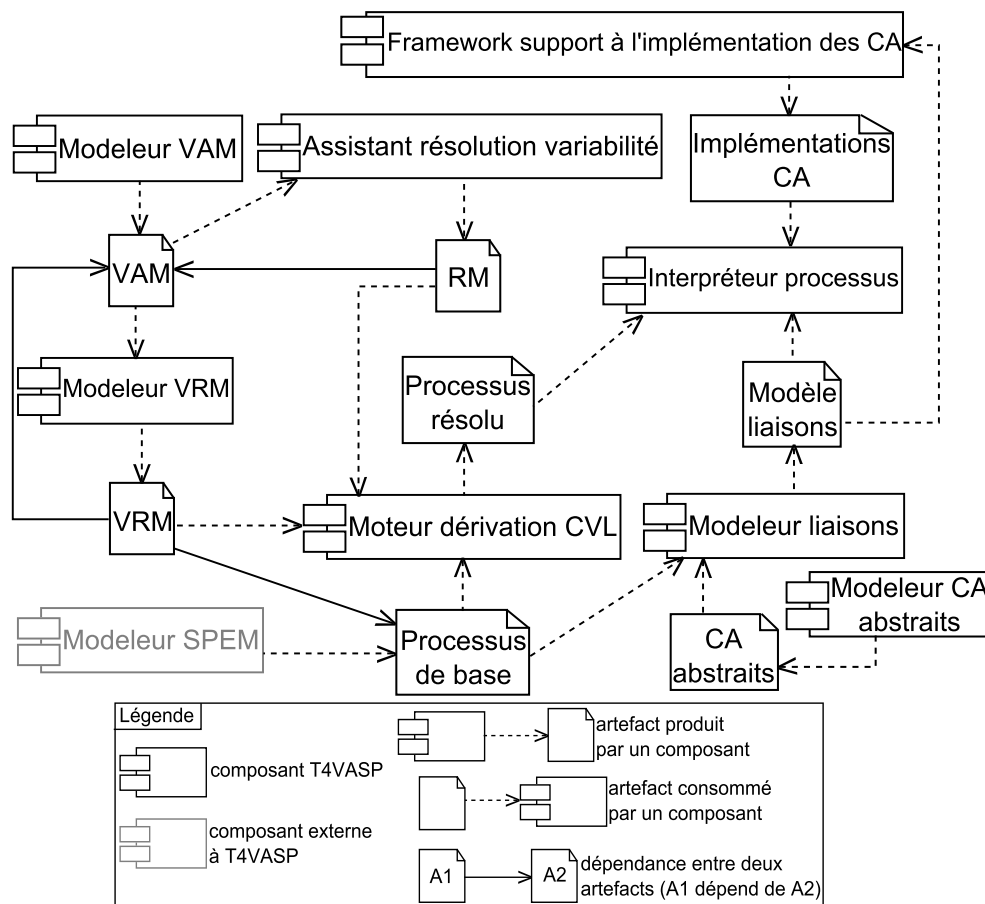 Framework support à l'implémentation des CA
Modeleur VAM
Assistant résolution variabilité
Implémentations
CA
VAM
RM
Interpréteur processus
Modeleur VRM
Processus
résolu
Modèle
liaisons
VRM
Moteur dérivation CVL
Modeleur liaisons
Modeleur CA
abstraits
Modeleur SPEM
Processus
de base
CA
abstraits
Légende
composant T4VASP
composant externe
à T4VASP
artefact produit
par un composant
artefact consommé
par un composant
A1
A2
dépendance entre deux
artefacts (A1 dépend de A2)